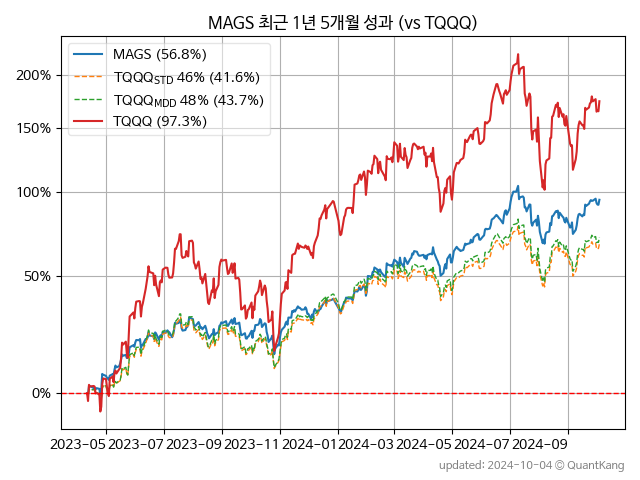 MAGS 최근 1년 5개월 성과 (vs TQQQ)
MAGS (56.8%)
TQQQSTD 46% (41.6%)
TQQQMDD 48% (43.7%)
TQQQ (97.3%)
200%
150%
100%
50%
0%
2023-05 2023-07 2023-09 2023-11 2024-01 2024-03 2024-05 2024-07 2024-09
updated: 2024-10-04 © QuantKang